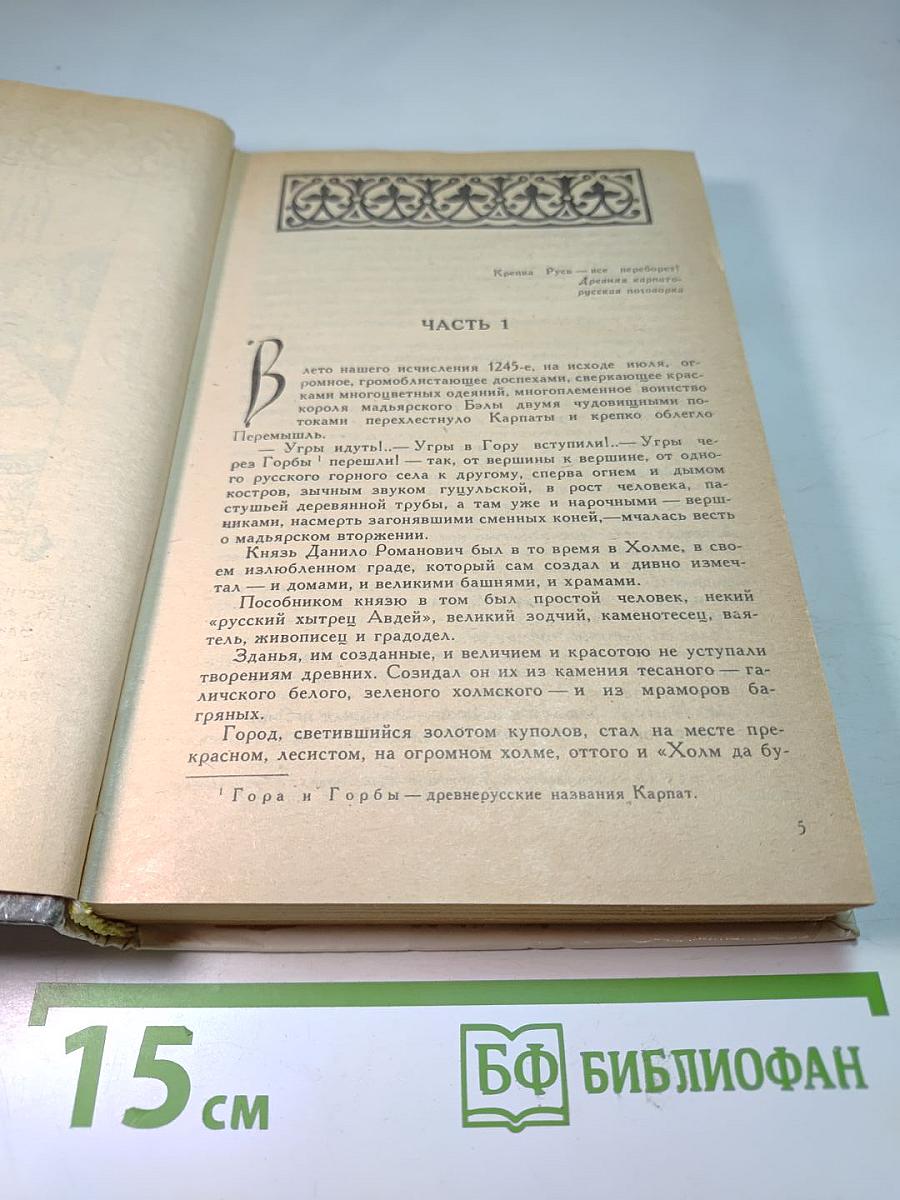 Крепка Русь — все переборет!
Древняя карпато-
русская поговорка
ЧАСТЬ 1
В лето нашего исчисления 1245-е, на исходе июля, ог-
ромное, громоблистающее доспехами, сверкающее крас-
ками многоцветных одеяний, многоплеменное воинство
короля мадьярского Бэлы двумя чудовищными по-
токами перехлестнуло Карпаты и крепко облегло
Перемышль.
— Угры идуть!..— Угры в Гору вступили!..— Угры че-
рез Горбы ¹ перешли! — так, от вершины к вершине, от одно-
го русского горного села к другому, сперва огнем и дымом
костров, зычным звуком гуцульской, в рост человека, па-
стушьей деревянной трубы, а там уже и нарочными — верш-
никами, насмерть загонявшими сменных коней,—мчалась весть
о мадьярском вторжении.
Князь Данило Романович был в то время в Холме, в сво-
ем излюбленном граде, который сам создал и дивно измеч-
тал — и домами, и великими башнями, и храмами.
Пособником князю в том был простой человек, некий
«русский хытрец Авдей», великий зодчий, каменотесец, вая-
тель, живописец и градодел.
Зданья, им созданные, и величием и красотою не уступали
творениям древних. Созидал он их из камения тесаного — га-
личского белого, зеленого холмского — и из мраморов ба-
гряных.
Город, светившийся золотом куполов, стал на месте пре-
красном, лесистом, на огромном холме, оттого и «Холм да бу-
¹ Гора и Горбы — древнерусские названия Карпат.
5
15 см
БФ БИБЛИОФАН